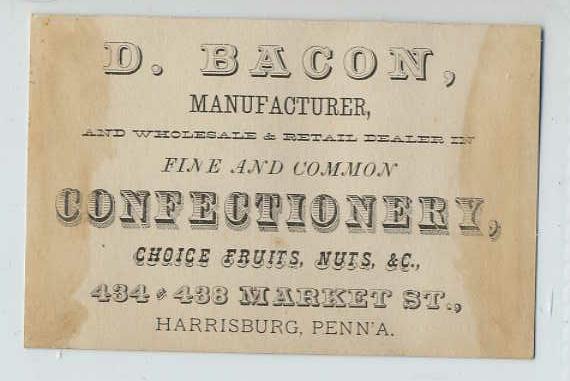 D. BACON,
MANUFACTURER,
AND WHOLESALE & RETAIL DEALER IN
FINE AND COMMON
CONFECTIONERY,
CHOICE FRUITS, NUTS, &C.,
434 & 438 MARKET ST.,
HARRISBURG, PENN'A.